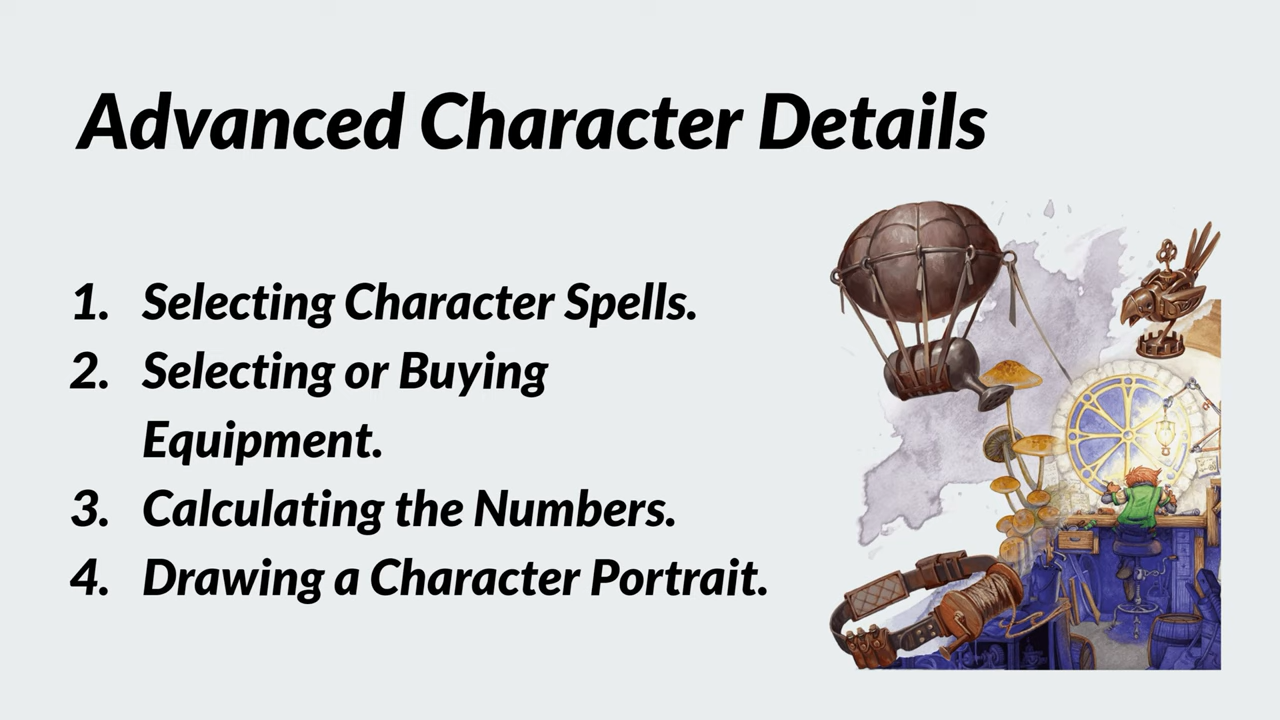 Advanced Character Details
1. Selecting Character Spells.
2. Selecting or Buying
Equipment.
3. Calculating the Numbers.
4. Drawing a Character Portrait.